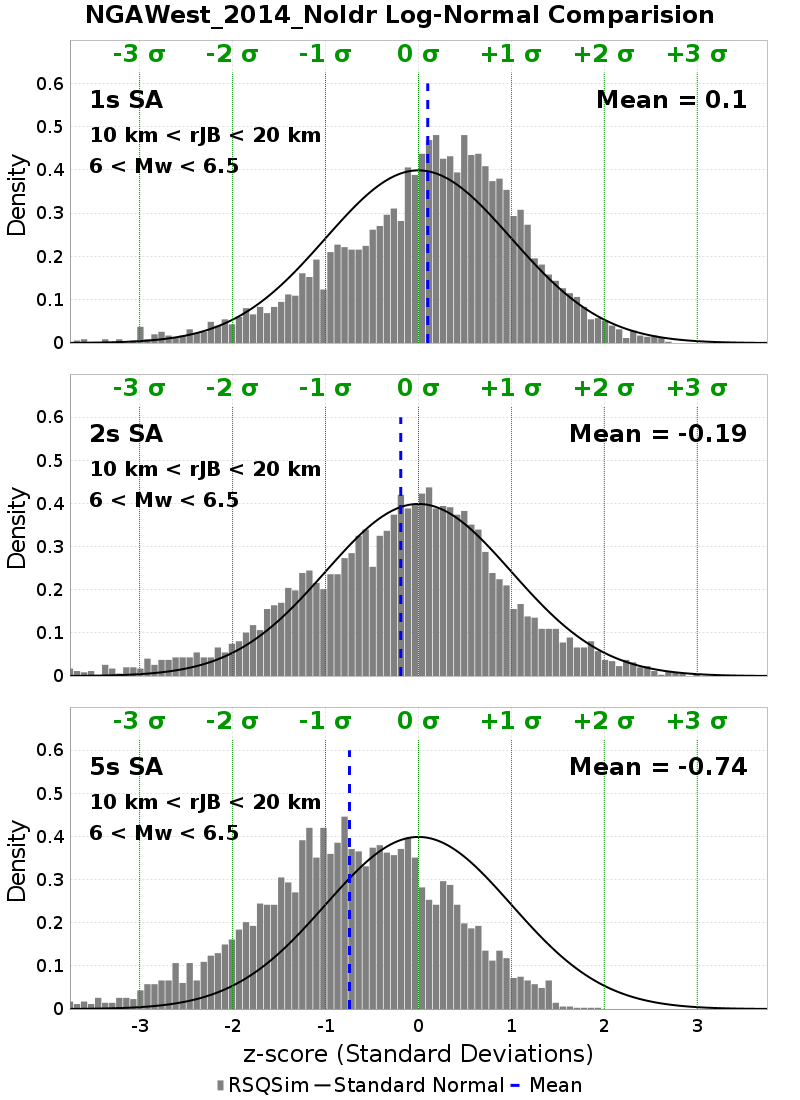 NGAWest_2014_NoIdr Log-Normal Comparision
-3 σ -2 σ -1 σ 0 σ +1 σ +2 σ +3 σ
0.6
1s SA Mean = 0.1
0.5
10 km < rJB < 20 km
0.4
6 < Mw < 6.5
0.3
0.2
0.1
0
Density
-3 σ -2 σ -1 σ 0 σ +1 σ +2 σ +3 σ
0.6
2s SA Mean = -0.19
0.5
10 km < rJB < 20 km
0.4
6 < Mw < 6.5
0.3
0.2
0.1
0
Density
-3 σ -2 σ -1 σ 0 σ +1 σ +2 σ +3 σ
0.6
5s SA Mean = -0.74
0.5
10 km < rJB < 20 km
0.4
6 < Mw < 6.5
0.3
0.2
0.1
0
Density
-3 -2 -1 0 1 2 3
z-score (Standard Deviations)
RSQSim Standard Normal Mean